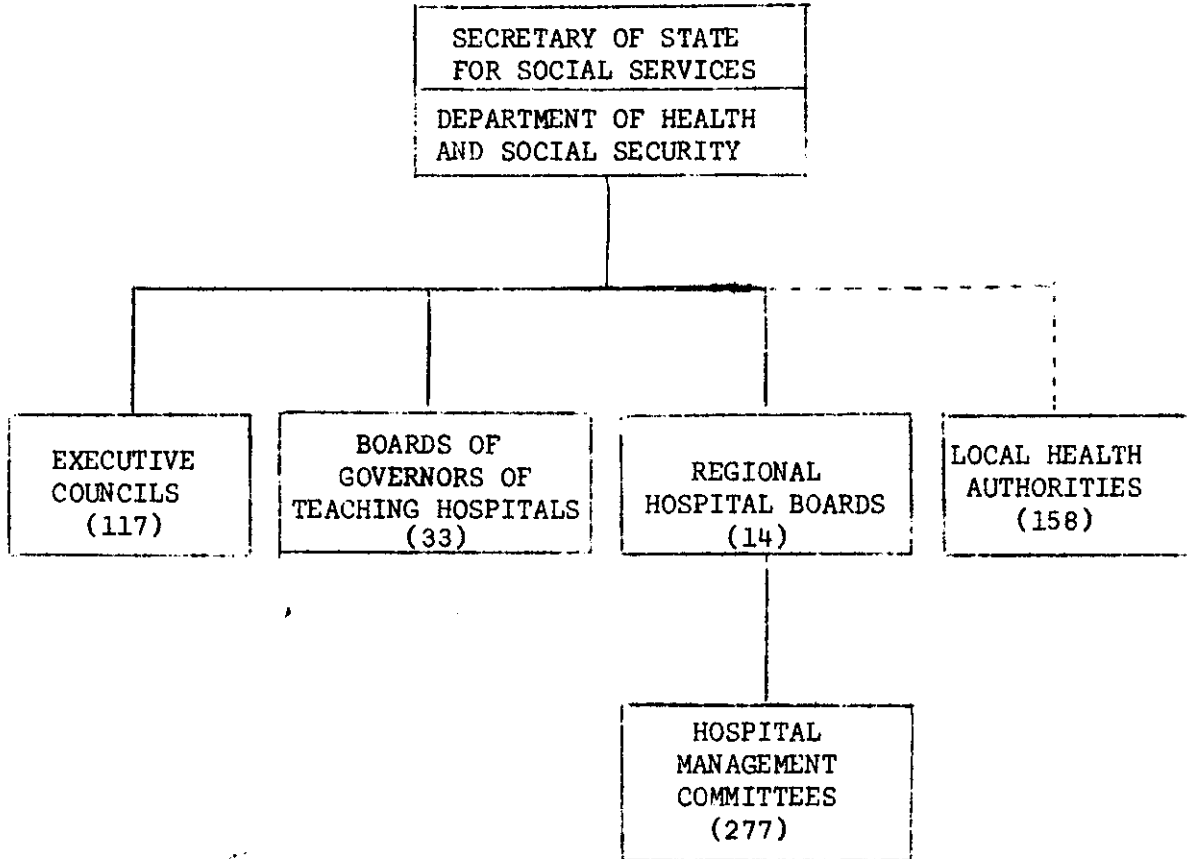 SECRETARY OF STATE
FOR SOCIAL SERVICES
DEPARTMENT OF HEALTH
AND SOCIAL SECURITY
EXECUTIVE
COUNCILS
(117)
BOARDS OF
GOVERNORS OF
TEACHING HOSPITALS
(33)
REGIONAL
HOSPITAL BOARDS
(14)
LOCAL HEALTH
AUTHORITIES
(158)
HOSPITAL
MANAGEMENT
COMMITTEES
(277)